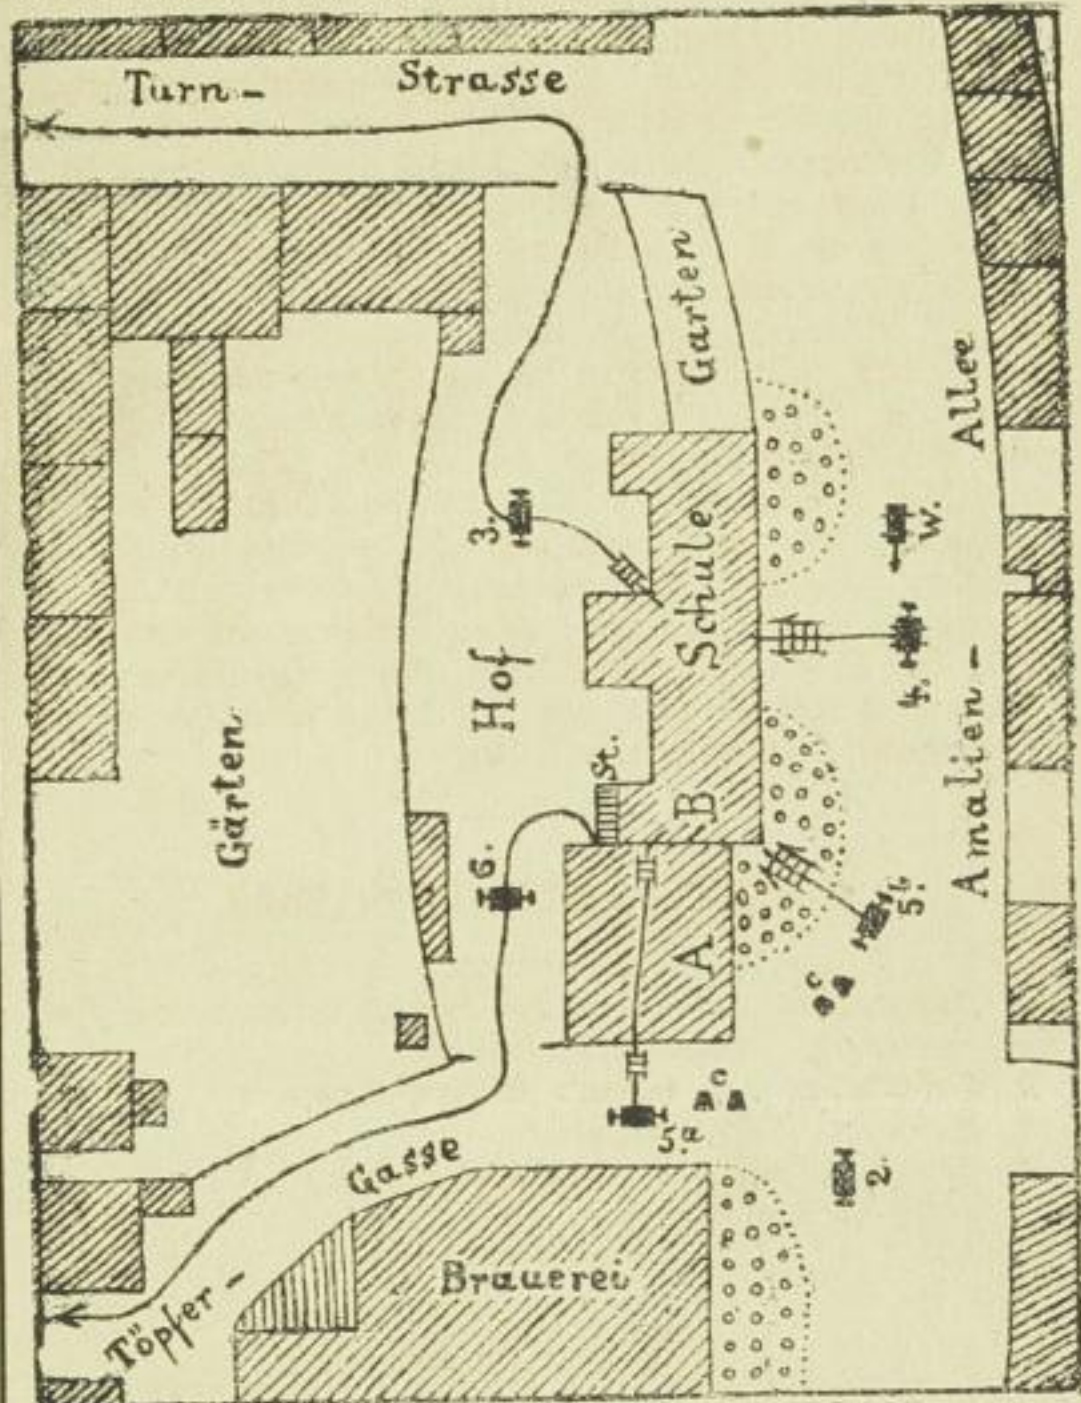 Turn - Strasse
Garten
Allee
3.
W.
Schule
4.
Hof
Amalien -
Gärten
St.
B
6.
5b.
A
c
c
5a
2.
Gasse
Brauerei
Töpfer -